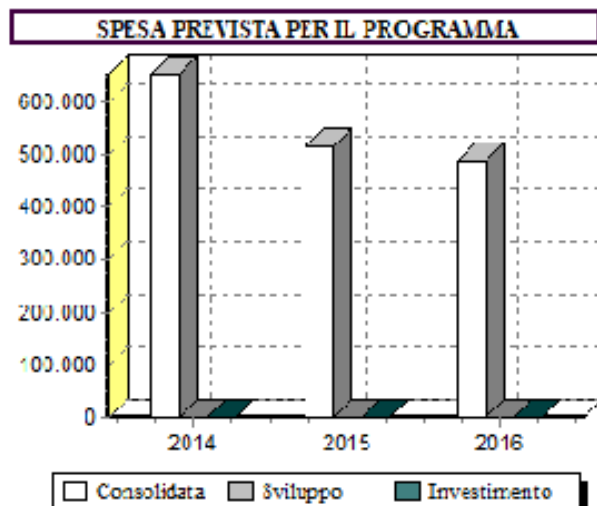 SPESA PREVISTA PER IL PROGRAMMA
600.000
500.000
400.000
300.000
200.000
100.000
0
2014 2015 2016
Consolidata Sviluppo Investimento